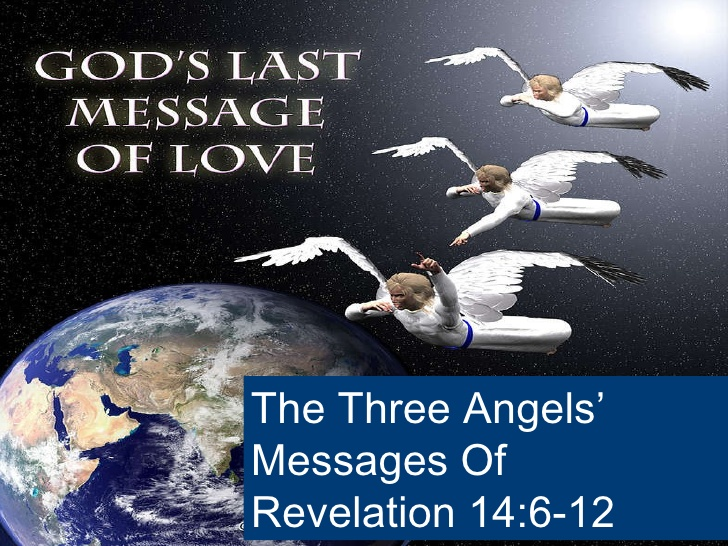 GOD'S LAST
MESSAGE
OF LOVE
The Three Angels’
Messages Of
Revelation 14:6-12